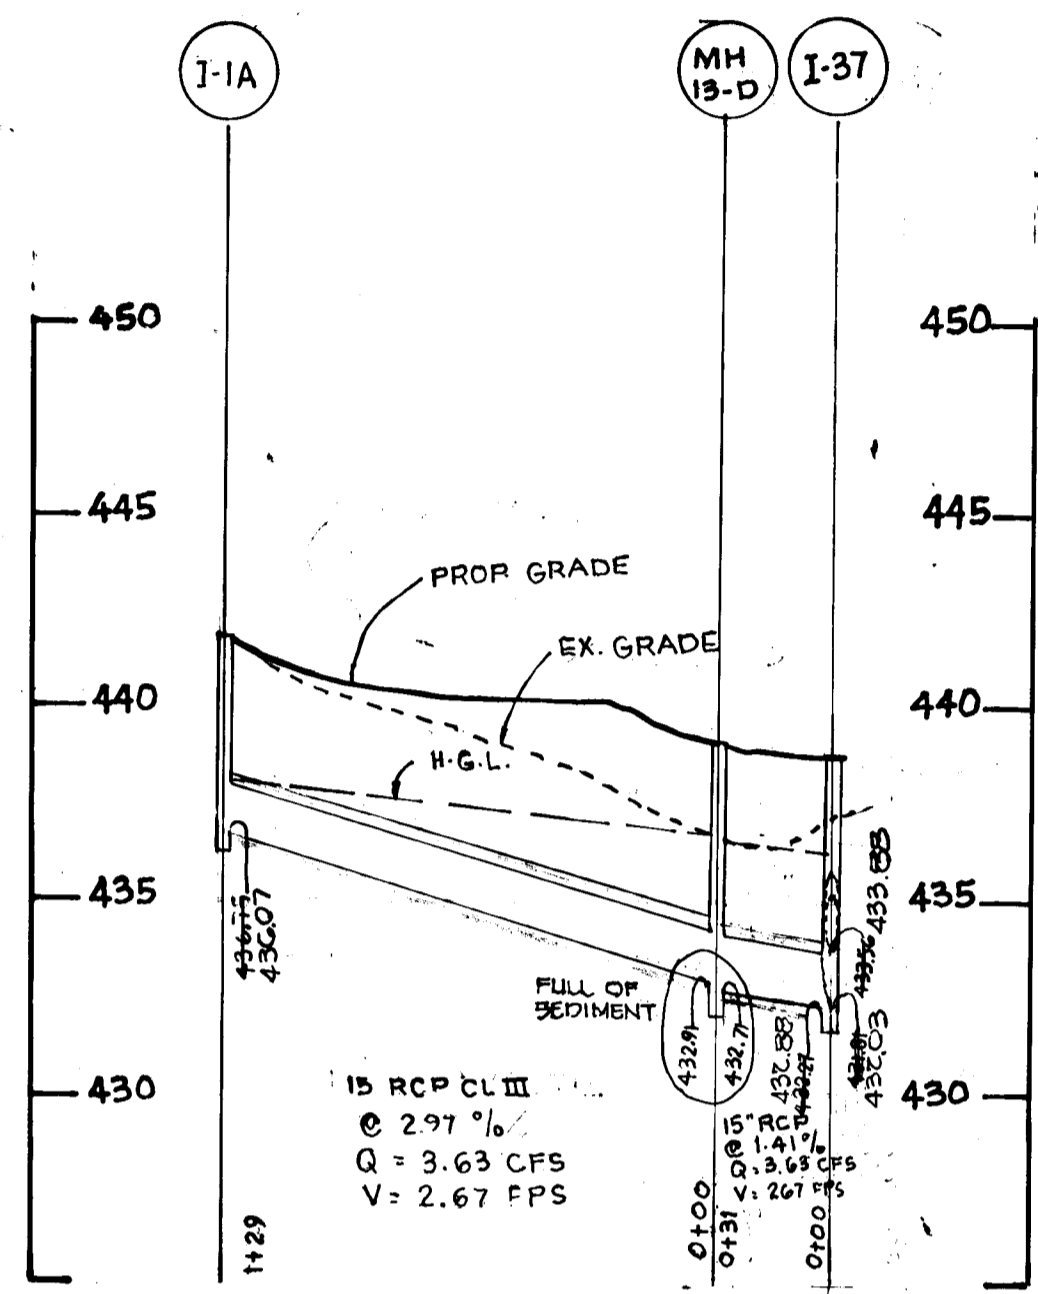 I-1A
MH
13-D
I-37
450
450
445
445
PROP. GRADE
EX. GRADE
440
440
H.G.L.
435
435
436.07
433.88
433.56
FULL OF
SEDIMENT
432.91
432.71
432.88
432.03
430
430
15 RCP CL III
@ 2.97 %
Q = 3.63 CFS
V = 2.67 FPS
15" RCP
@ 1.41%
Q = 3.63 CFS
V = 2.67 FPS
1+29
0+00
0+31
0+00